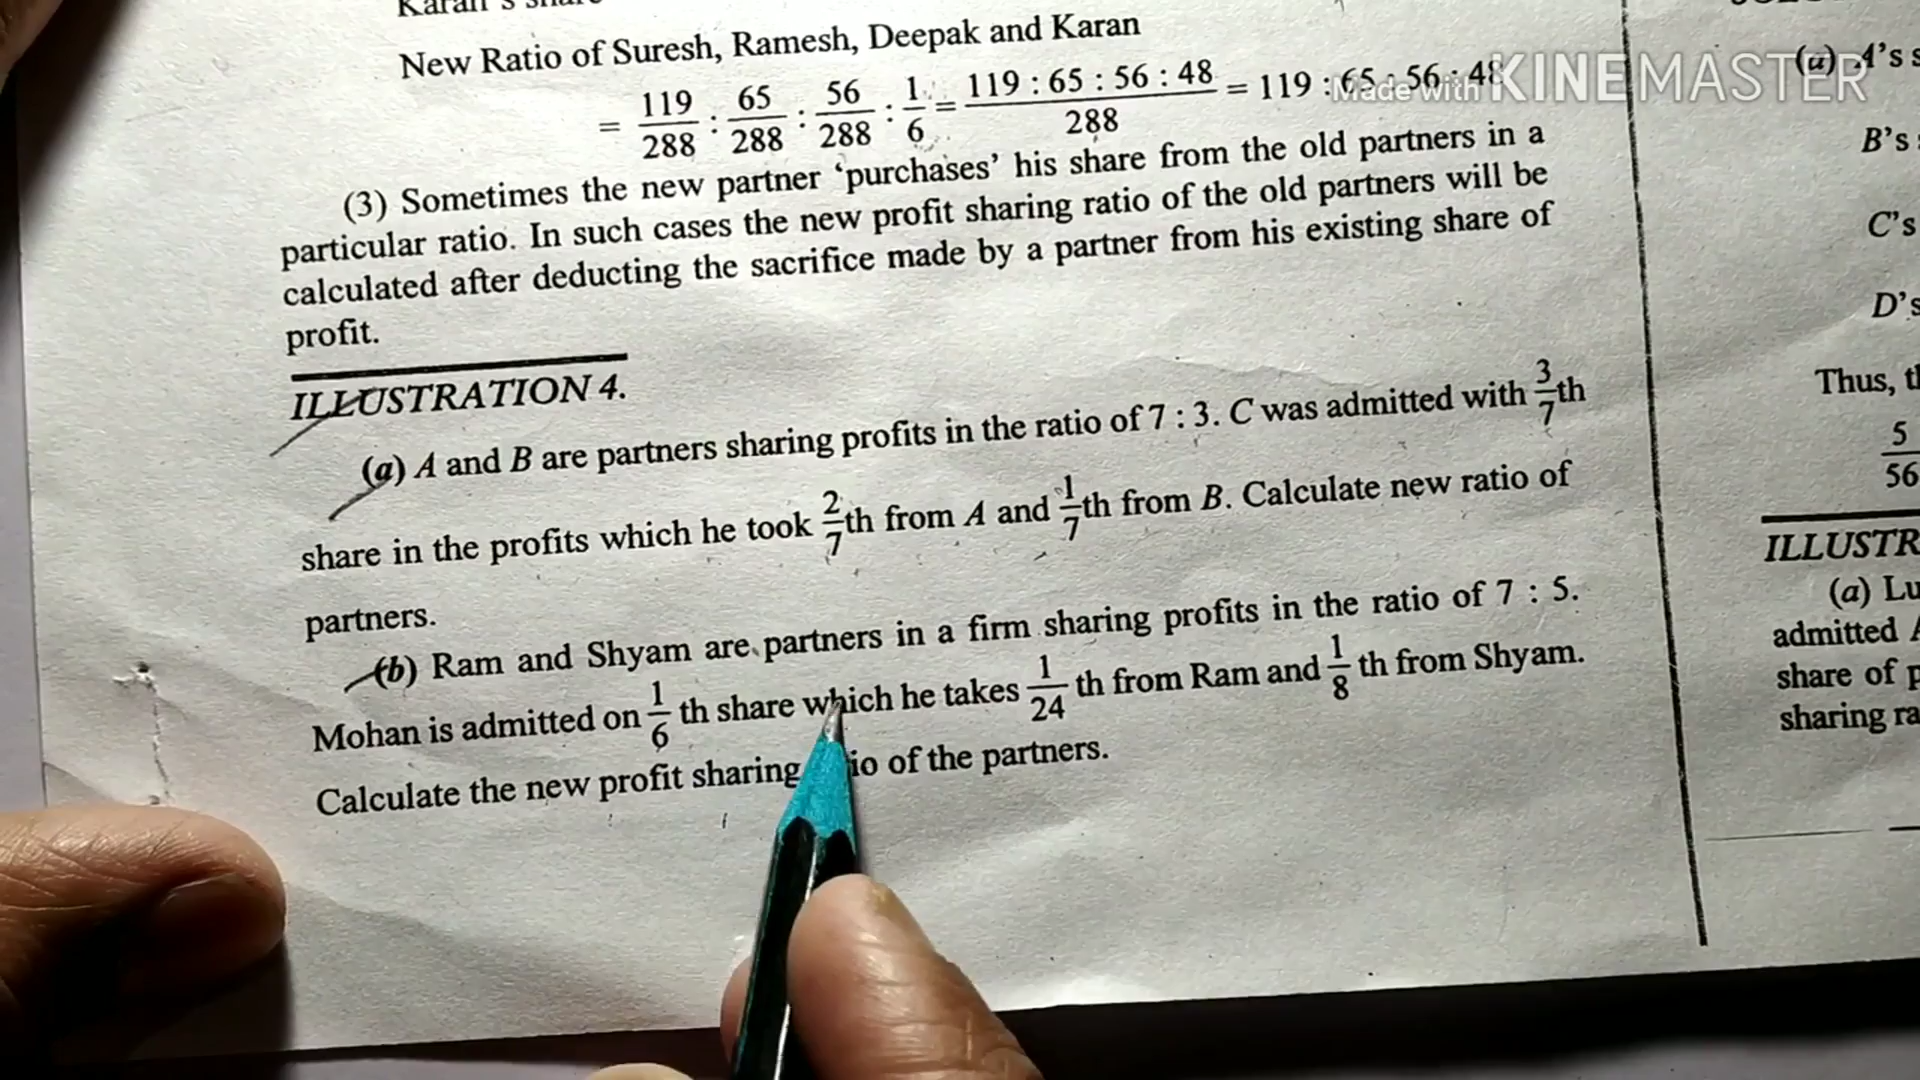 Karan's share
New Ratio of Suresh, Ramesh, Deepak and Karan
= 119/288 : 65/288 : 56/288 : 1/6 = 119 : 65 : 56 : 48 / 288 = 119 : 65 : 56 : 48
Made with KINEMASTER
(3) Sometimes the new partner ‘purchases’ his share from the old partners in a
particular ratio. In such cases the new profit sharing ratio of the old partners will be
calculated after deducting the sacrifice made by a partner from his existing share of
profit.
ILLUSTRATION 4.
(a) A and B are partners sharing profits in the ratio of 7 : 3. C was admitted with 3/7th
share in the profits which he took 2/7th from A and 1/7th from B. Calculate new ratio of
partners.
(b) Ram and Shyam are partners in a firm sharing profits in the ratio of 7 : 5.
Mohan is admitted on 1/6 th share which he takes 1/24 th from Ram and 1/8 th from Shyam.
Calculate the new profit sharing io of the partners.
(a) A's s
B's
C's
D's
Thus, th
5/56
ILLUSTR
(a) Lu
admitted A
share of p
sharing ra